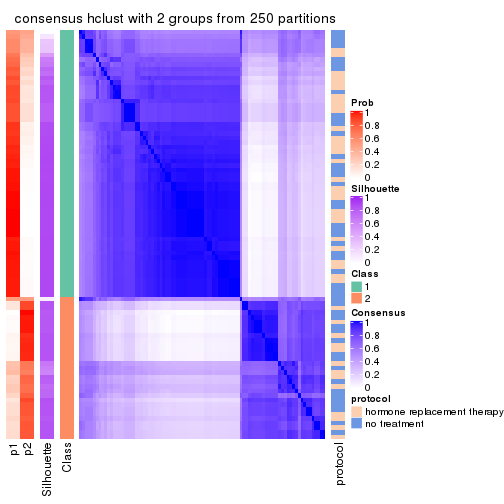 consensus hclust with 2 groups from 250 partitions
Prob
1
0.8
0.6
0.4
0.2
0
Silhouette
1
0.8
0.6
0.4
0.2
0
Class
1
2
Consensus
1
0.8
0.6
0.4
0.2
0
protocol
hormone replacement therapy
no treatment
p1
p2
Silhouette
Class
protocol